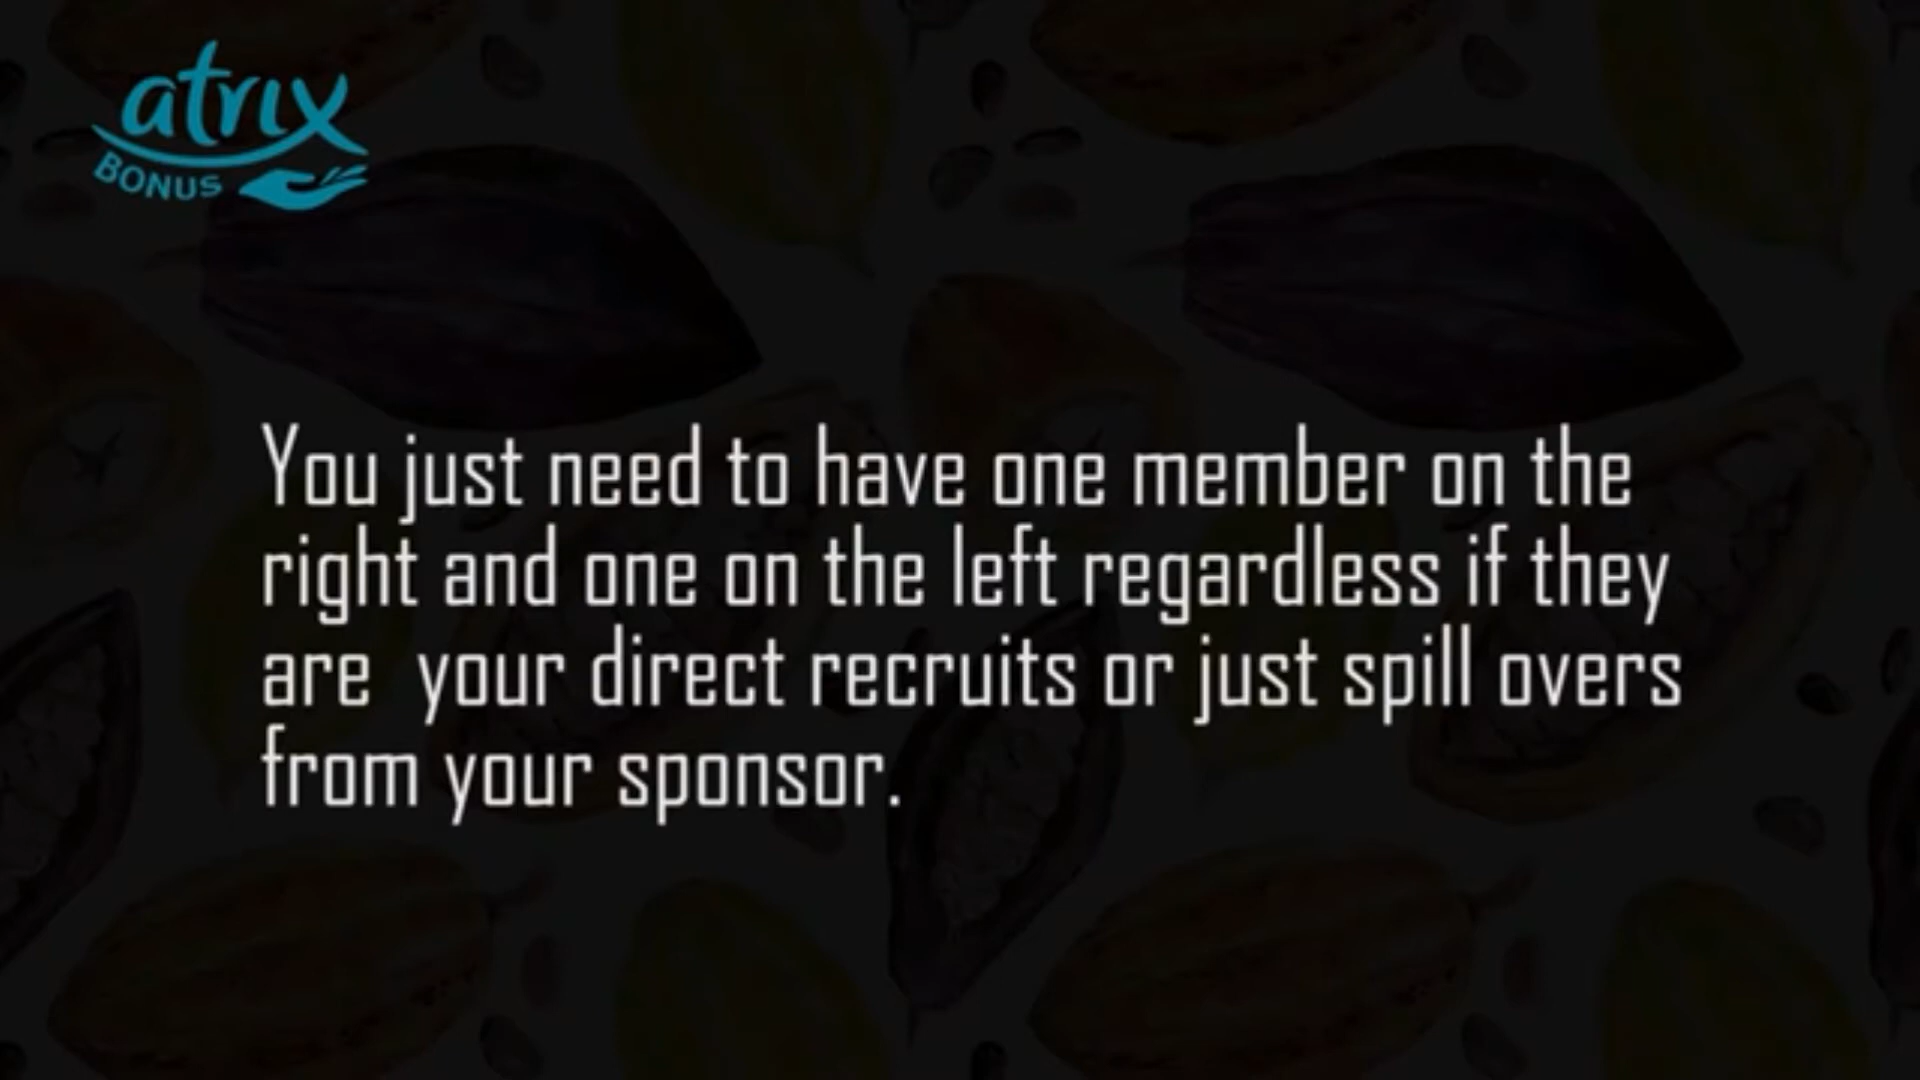 atrix
BONUS
You just need to have one member on the
right and one on the left regardless if they
are  your direct recruits or just spill overs
from your sponsor.